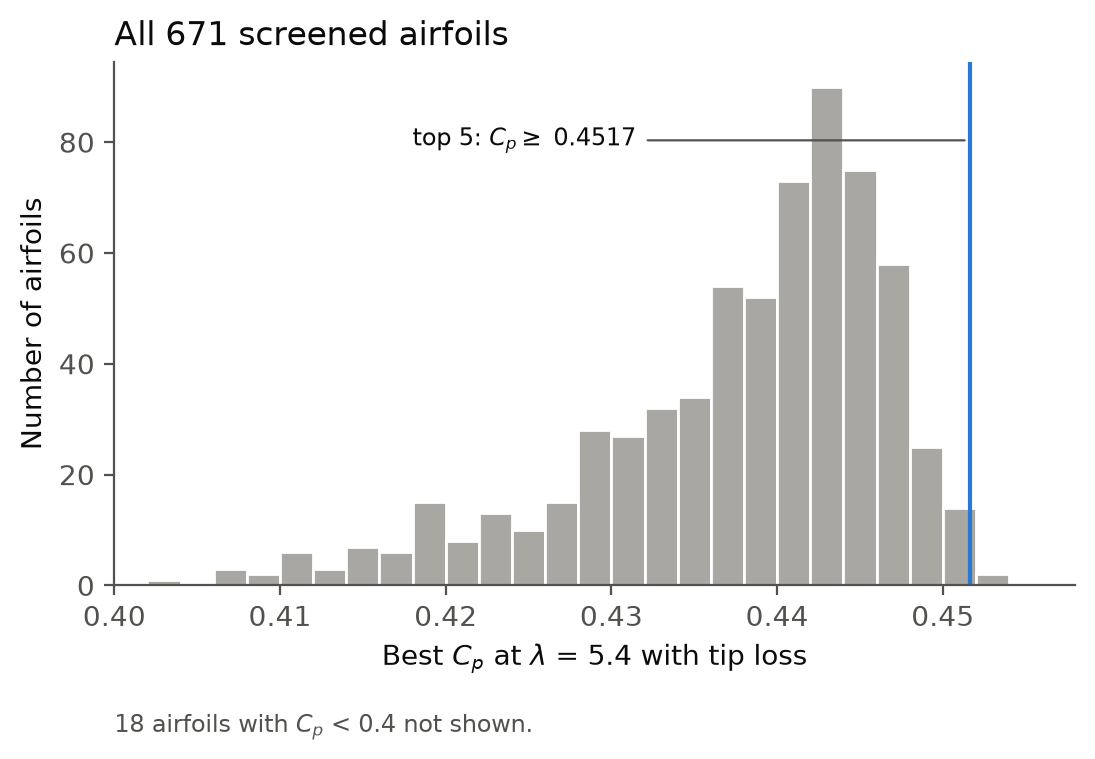 All 671 screened airfoils
top 5: Cp ≥ 0.4517
Number of airfoils
80
60
40
20
0
0.40 0.41 0.42 0.43 0.44 0.45
Best Cp at λ = 5.4 with tip loss
18 airfoils with Cp < 0.4 not shown.